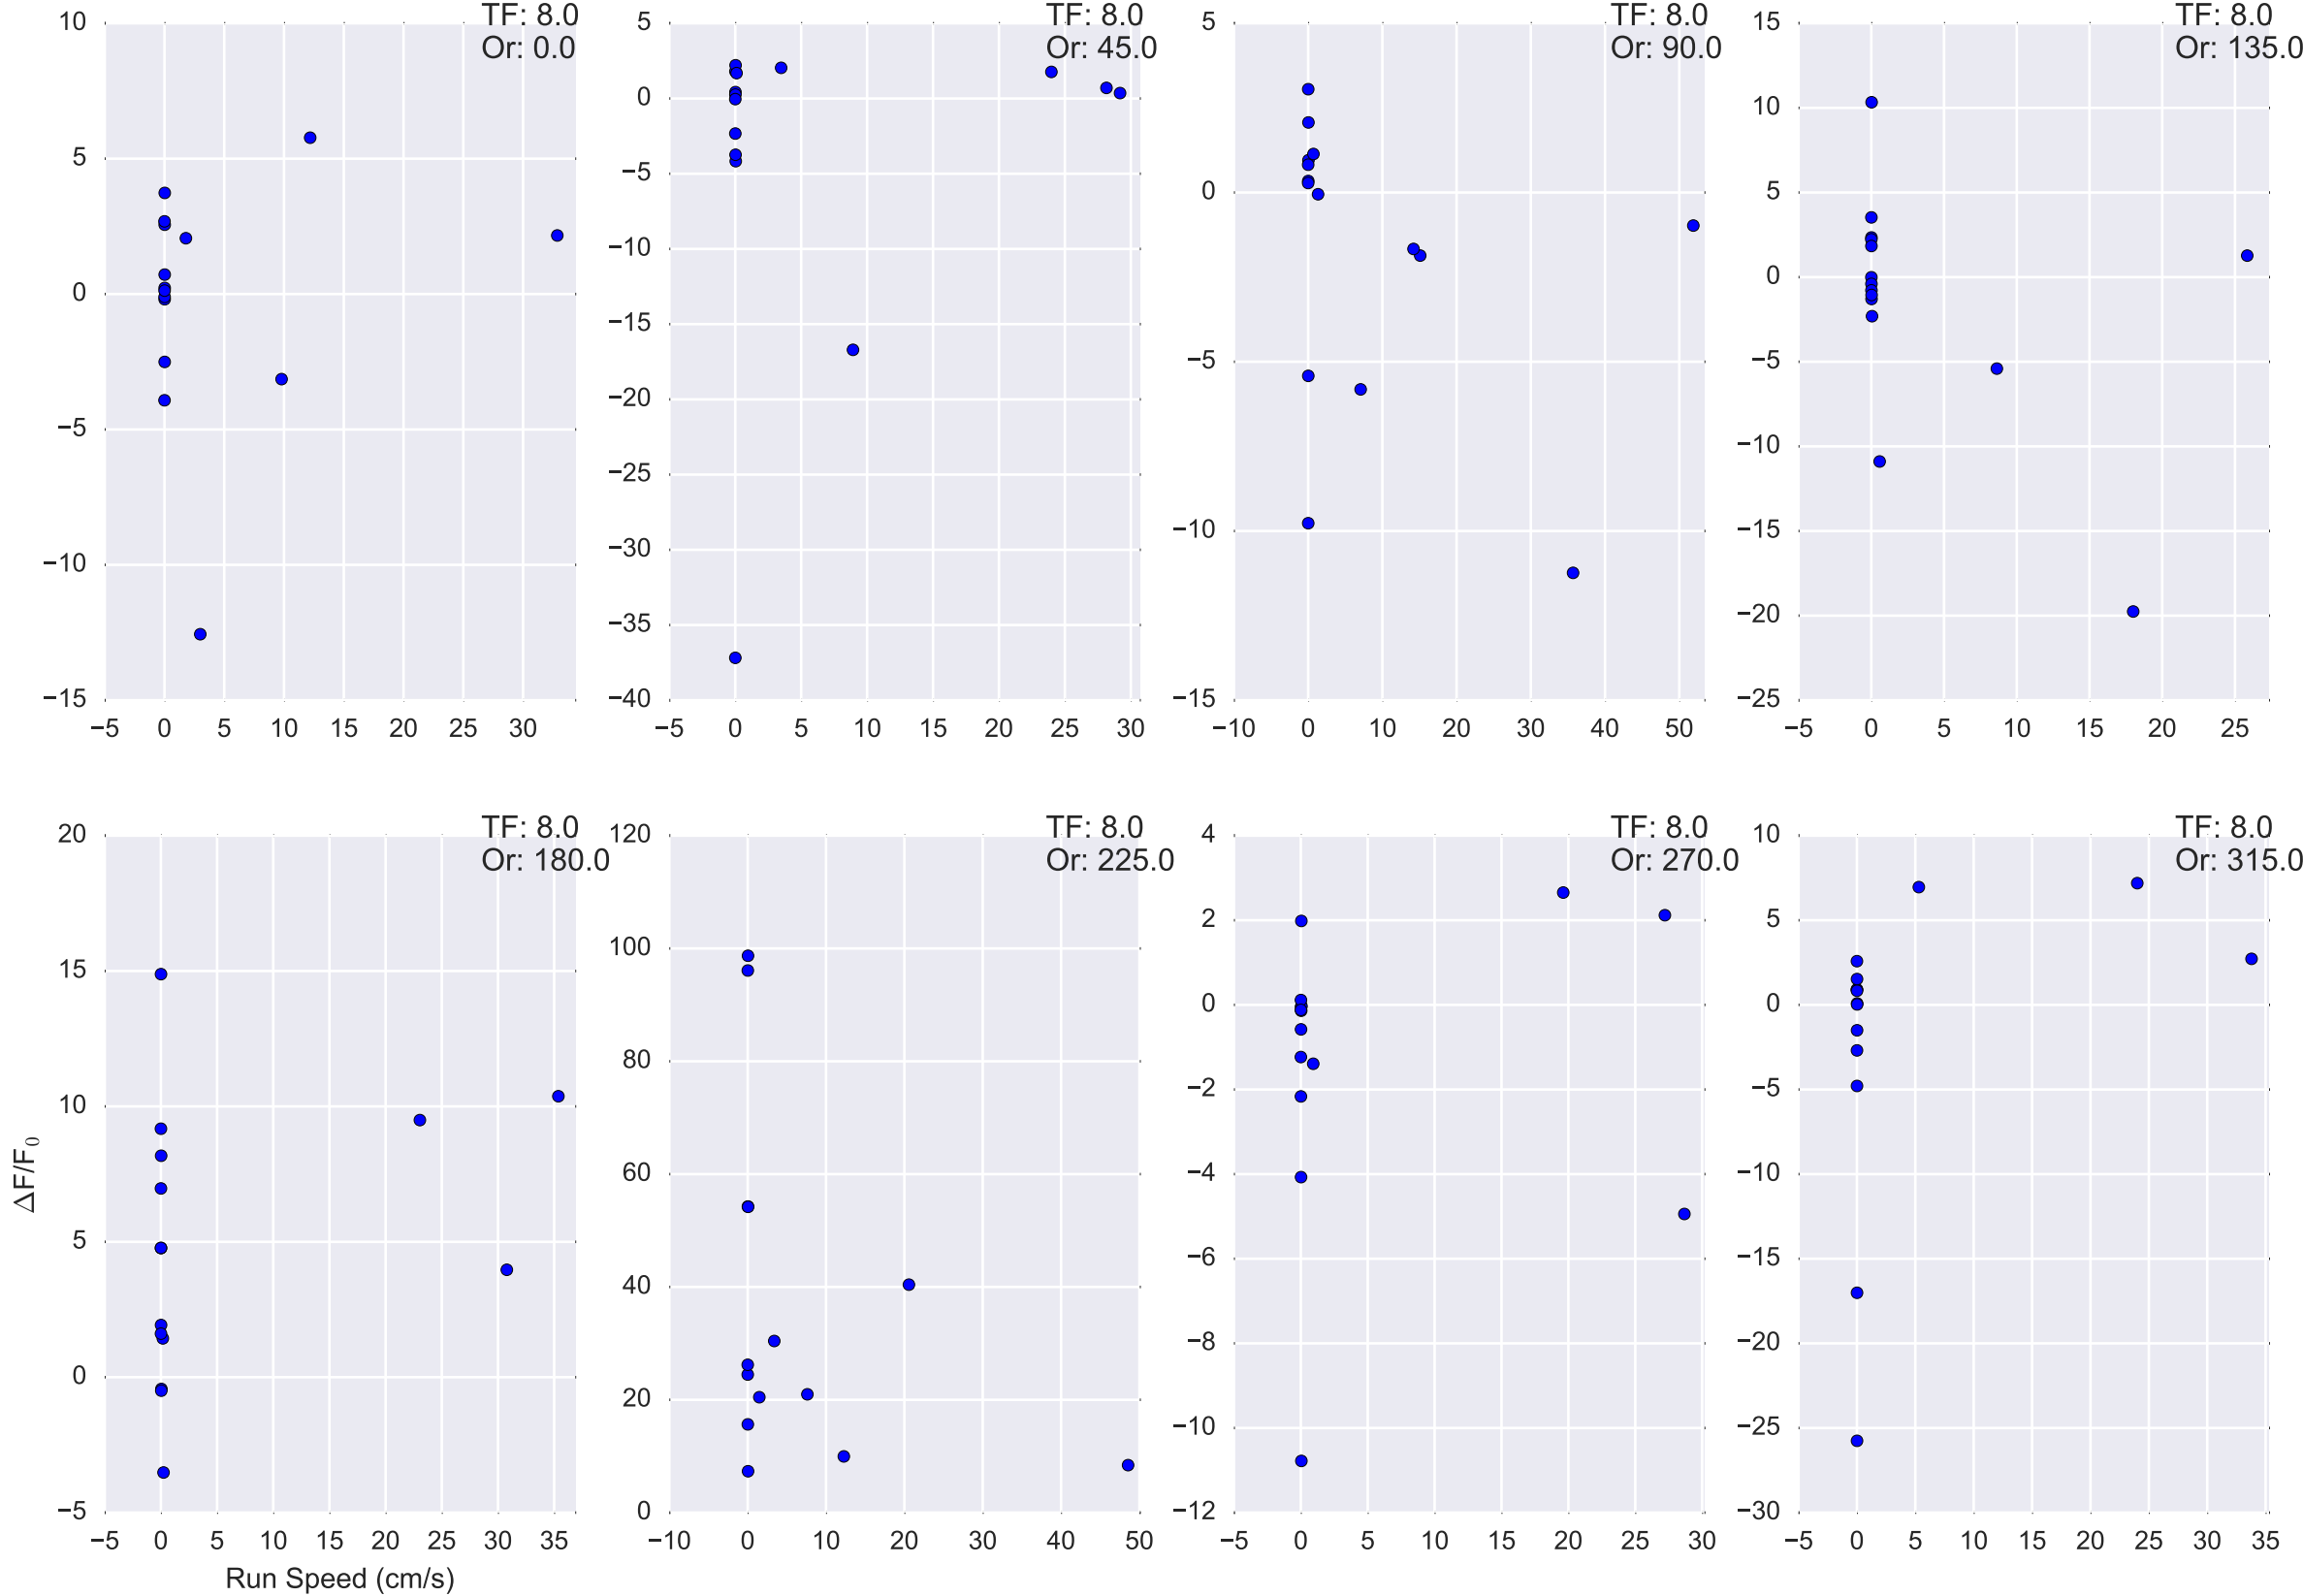 TF: 8.0
Or: 0.0
10
5
0
−5
−10
−15
−5 0 5 10 15 20 25 30
TF: 8.0
Or: 45.0
5
0
−5
−10
−15
−20
−25
−30
−35
−40
−5 0 5 10 15 20 25 30
TF: 8.0
Or: 90.0
5
0
−5
−10
−15
−10 0 10 20 30 40 50
TF: 8.0
Or: 135.0
15
10
5
0
−5
−10
−15
−20
−25
−5 0 5 10 15 20 25
TF: 8.0
Or: 180.0
20
15
10
5
0
−5
−5 0 5 10 15 20 25 30 35
ΔF/F₀
Run Speed (cm/s)
TF: 8.0
Or: 225.0
120
100
80
60
40
20
0
−10 0 10 20 30 40 50
TF: 8.0
Or: 270.0
4
2
0
−2
−4
−6
−8
−10
−12
−5 0 5 10 15 20 25 30
TF: 8.0
Or: 315.0
10
5
0
−5
−10
−15
−20
−25
−30
−5 0 5 10 15 20 25 30 35